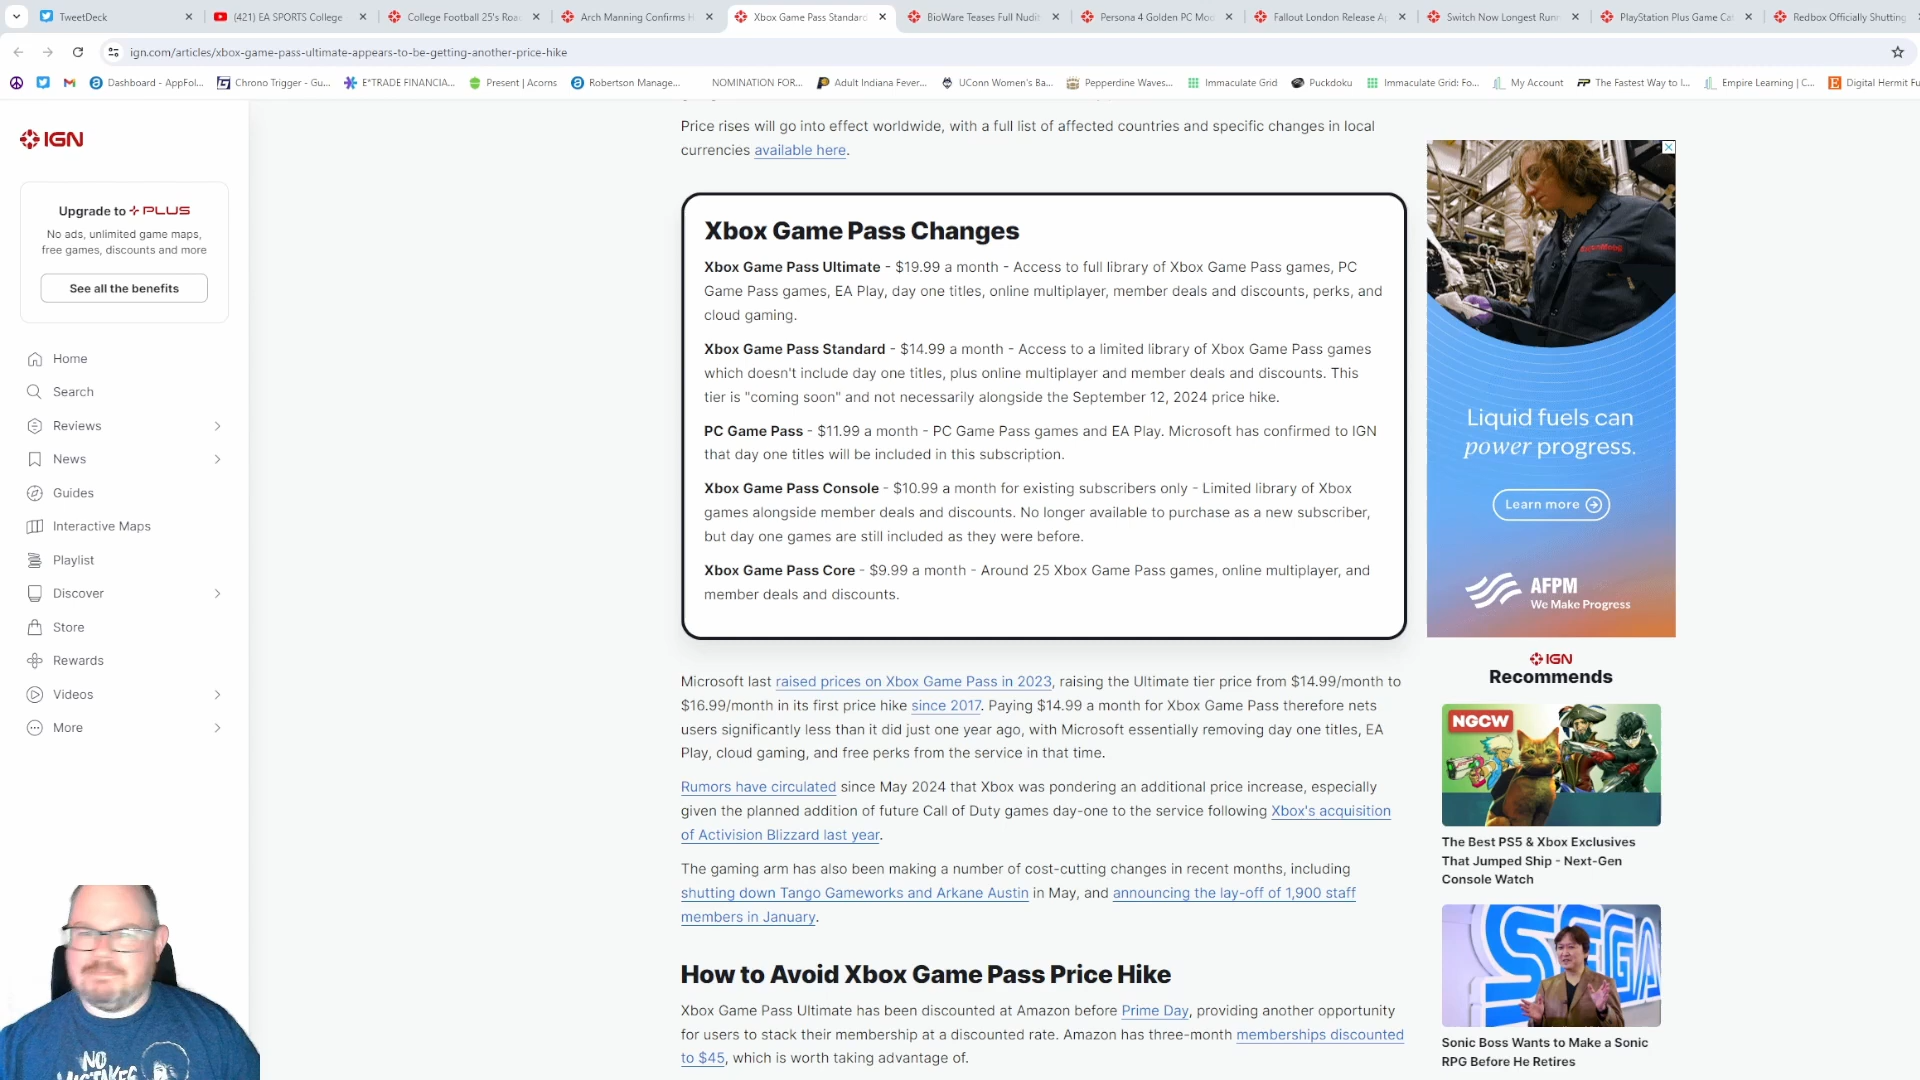 TweetDeck
(421) EA SPORTS College
College Football 25's Roa
Arch Manning Confirms H
Xbox Game Pass Standard
BioWare Teases Full Nudit
Persona 4 Golden PC Mod
Fallout London Release Ap
Switch Now Longest Run
PlayStation Plus Game Ca
Redbox Officially Shutting
ign.com/articles/xbox-game-pass-ultimate-appears-to-be-getting-another-price-hike
Dashboard - AppFol...
Chrono Trigger - Gu...
E*TRADE FINANCIA...
Present | Acorns
Robertson Manage...
NOMINATION FOR...
Adult Indiana Fever...
UConn Women's Ba...
Pepperdine Waves...
Immaculate Grid
Puckdoku
Immaculate Grid: Fo...
My Account
The Fastest Way to l...
Empire Learning | C...
Digital Hermit Fu
IGN
Upgrade to PLUS
No ads, unlimited game maps,
free games, discounts and more
See all the benefits
Home
Search
Reviews
News
Guides
Interactive Maps
Playlist
Discover
Store
Rewards
Videos
More
Price rises will go into effect worldwide, with a full list of affected countries and specific changes in local
currencies available here.
Xbox Game Pass Changes
Xbox Game Pass Ultimate - $19.99 a month - Access to full library of Xbox Game Pass games, PC
Game Pass games, EA Play, day one titles, online multiplayer, member deals and discounts, perks, and
cloud gaming.
Xbox Game Pass Standard - $14.99 a month - Access to a limited library of Xbox Game Pass games
which doesn't include day one titles, plus online multiplayer and member deals and discounts. This
tier is "coming soon" and not necessarily alongside the September 12, 2024 price hike.
PC Game Pass - $11.99 a month - PC Game Pass games and EA Play. Microsoft has confirmed to IGN
that day one titles will be included in this subscription.
Xbox Game Pass Console - $10.99 a month for existing subscribers only - Limited library of Xbox
games alongside member deals and discounts. No longer available to purchase as a new subscriber,
but day one games are still included as they were before.
Xbox Game Pass Core - $9.99 a month - Around 25 Xbox Game Pass games, online multiplayer, and
member deals and discounts.
Microsoft last raised prices on Xbox Game Pass in 2023, raising the Ultimate tier price from $14.99/month to
$16.99/month in its first price hike since 2017. Paying $14.99 a month for Xbox Game Pass therefore nets
users significantly less than it did just one year ago, with Microsoft essentially removing day one titles, EA
Play, cloud gaming, and free perks from the service in that time.
Rumors have circulated since May 2024 that Xbox was pondering an additional price increase, especially
given the planned addition of future Call of Duty games day-one to the service following Xbox's acquisition
of Activision Blizzard last year.
The gaming arm has also been making a number of cost-cutting changes in recent months, including
shutting down Tango Gameworks and Arkane Austin in May, and announcing the lay-off of 1,900 staff
members in January.
How to Avoid Xbox Game Pass Price Hike
Xbox Game Pass Ultimate has been discounted at Amazon before Prime Day, providing another opportunity
for users to stack their membership at a discounted rate. Amazon has three-month memberships discounted
to $45, which is worth taking advantage of.
Liquid fuels can
power progress.
Learn more
AFPM
We Make Progress
IGN
Recommends
NGCW
The Best PS5 & Xbox Exclusives
That Jumped Ship - Next-Gen
Console Watch
SEGA
Sonic Boss Wants to Make a Sonic
RPG Before He Retires
NO
MISTAKES